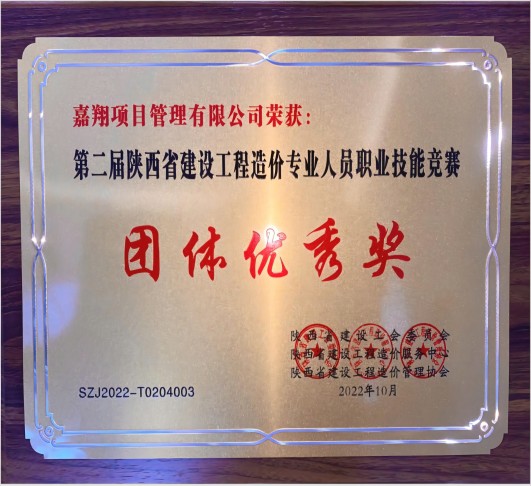 嘉翔项目管理有限公司荣获：
第二届陕西省建设工程造价专业人员职业技能竞赛
团体优秀奖
陕西省建设工会委员会
陕西省建设工程造价服务中心
SZJ2022-T0204003 陕西省建设工程造价管理协会
2022年10月